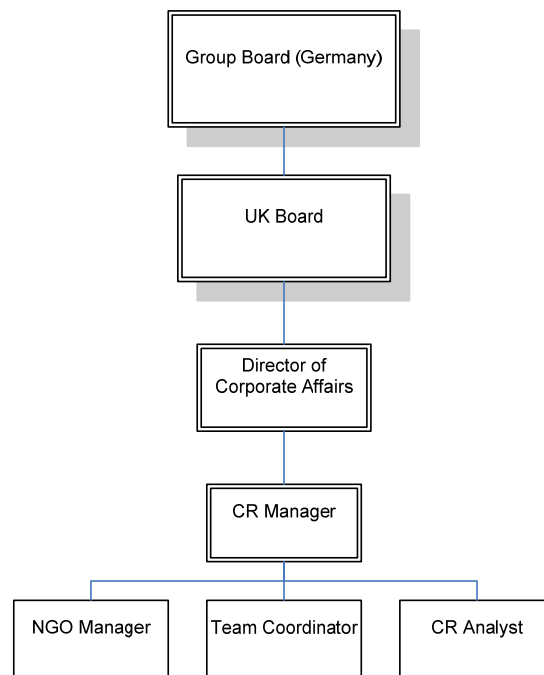 Group Board (Germany)
UK Board
Director of
Corporate Affairs
CR Manager
NGO Manager
Team Coordinator
CR Analyst